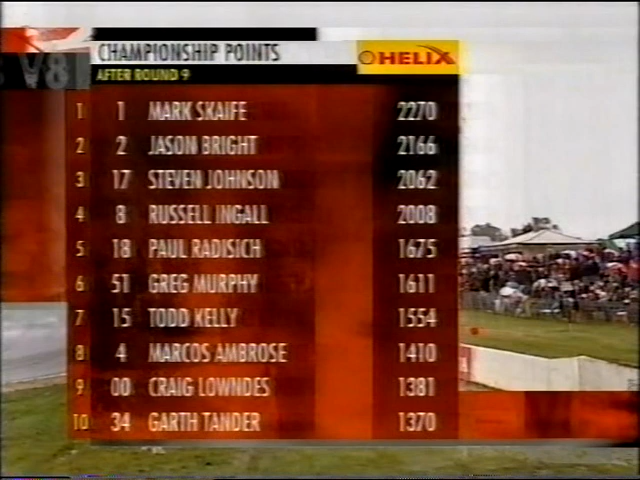 V8
CHAMPIONSHIP POINTS
HELIX
AFTER ROUND 9
1 1 MARK SKAIFE 2270
2 2 JASON BRIGHT 2166
3 17 STEVEN JOHNSON 2062
4 8 RUSSELL INGALL 2008
5 18 PAUL RADISICH 1675
6 51 GREG MURPHY 1611
7 15 TODD KELLY 1554
8 4 MARCOS AMBROSE 1410
9 00 CRAIG LOWNDES 1381
10 34 GARTH TANDER 1370